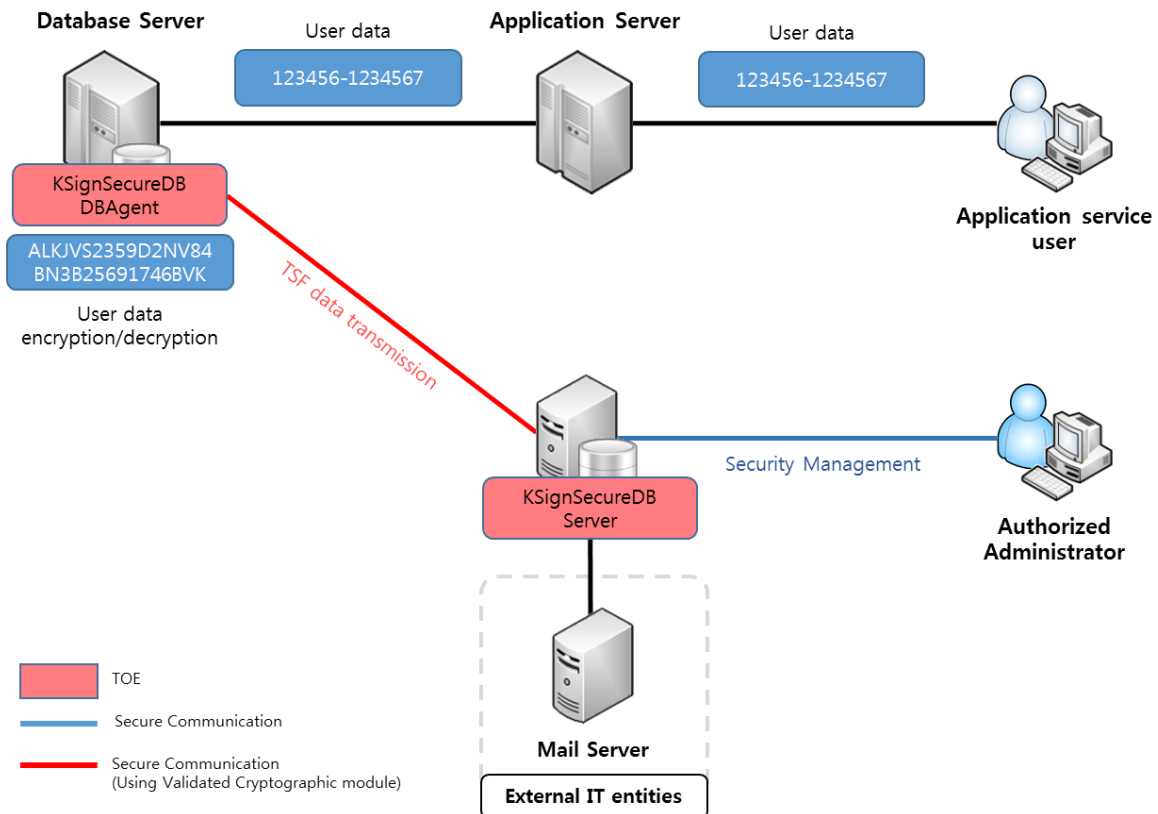 Database Server
User data
123456-1234567
Application Server
User data
123456-1234567
KSignSecureDB
DBAgent
ALKJVS2359D2NV84
BN3B25691746BVK
User data
encryption/decryption
Application service
user
TSF data transmission
Security Management
KSignSecureDB
Server
Authorized
Administrator
Mail Server
External IT entities
TOE
Secure Communication
Secure Communication
(Using Validated Cryptographic module)